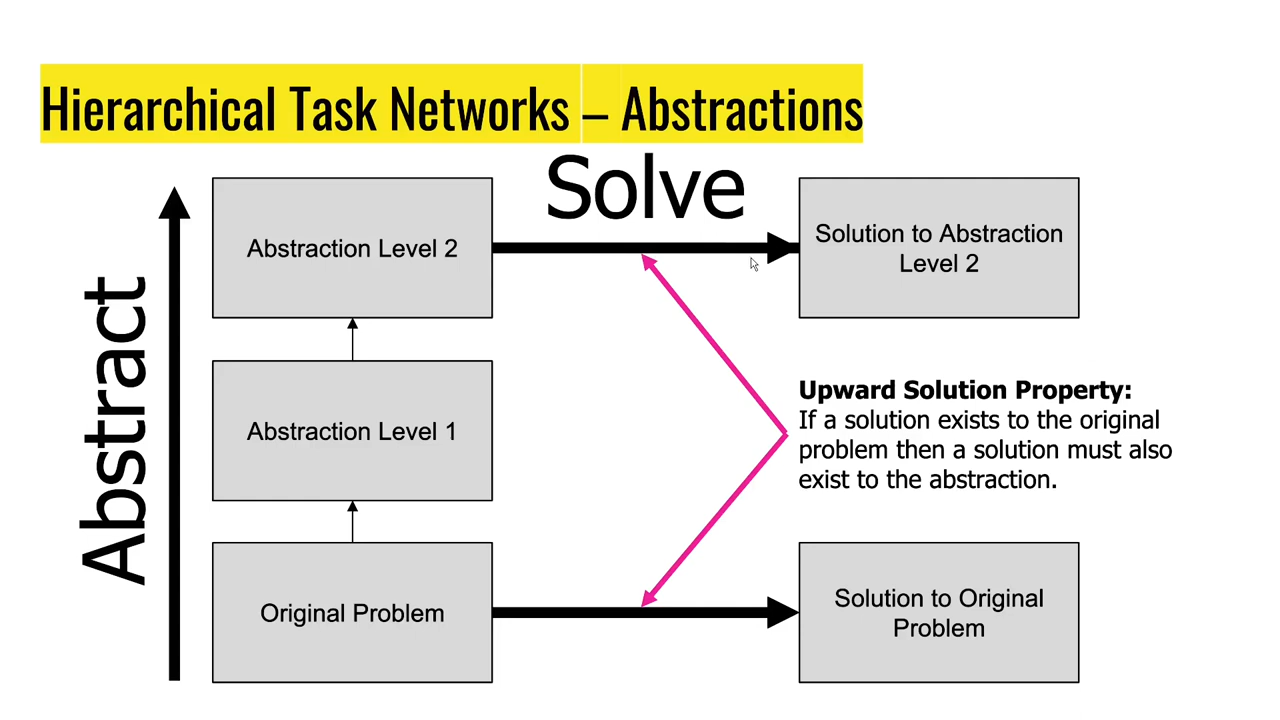 Hierarchical Task Networks – Abstractions
Solve
Abstract
Abstraction Level 2
Solution to Abstraction
Level 2
Abstraction Level 1
Upward Solution Property:
If a solution exists to the original
problem then a solution must also
exist to the abstraction.
Original Problem
Solution to Original
Problem